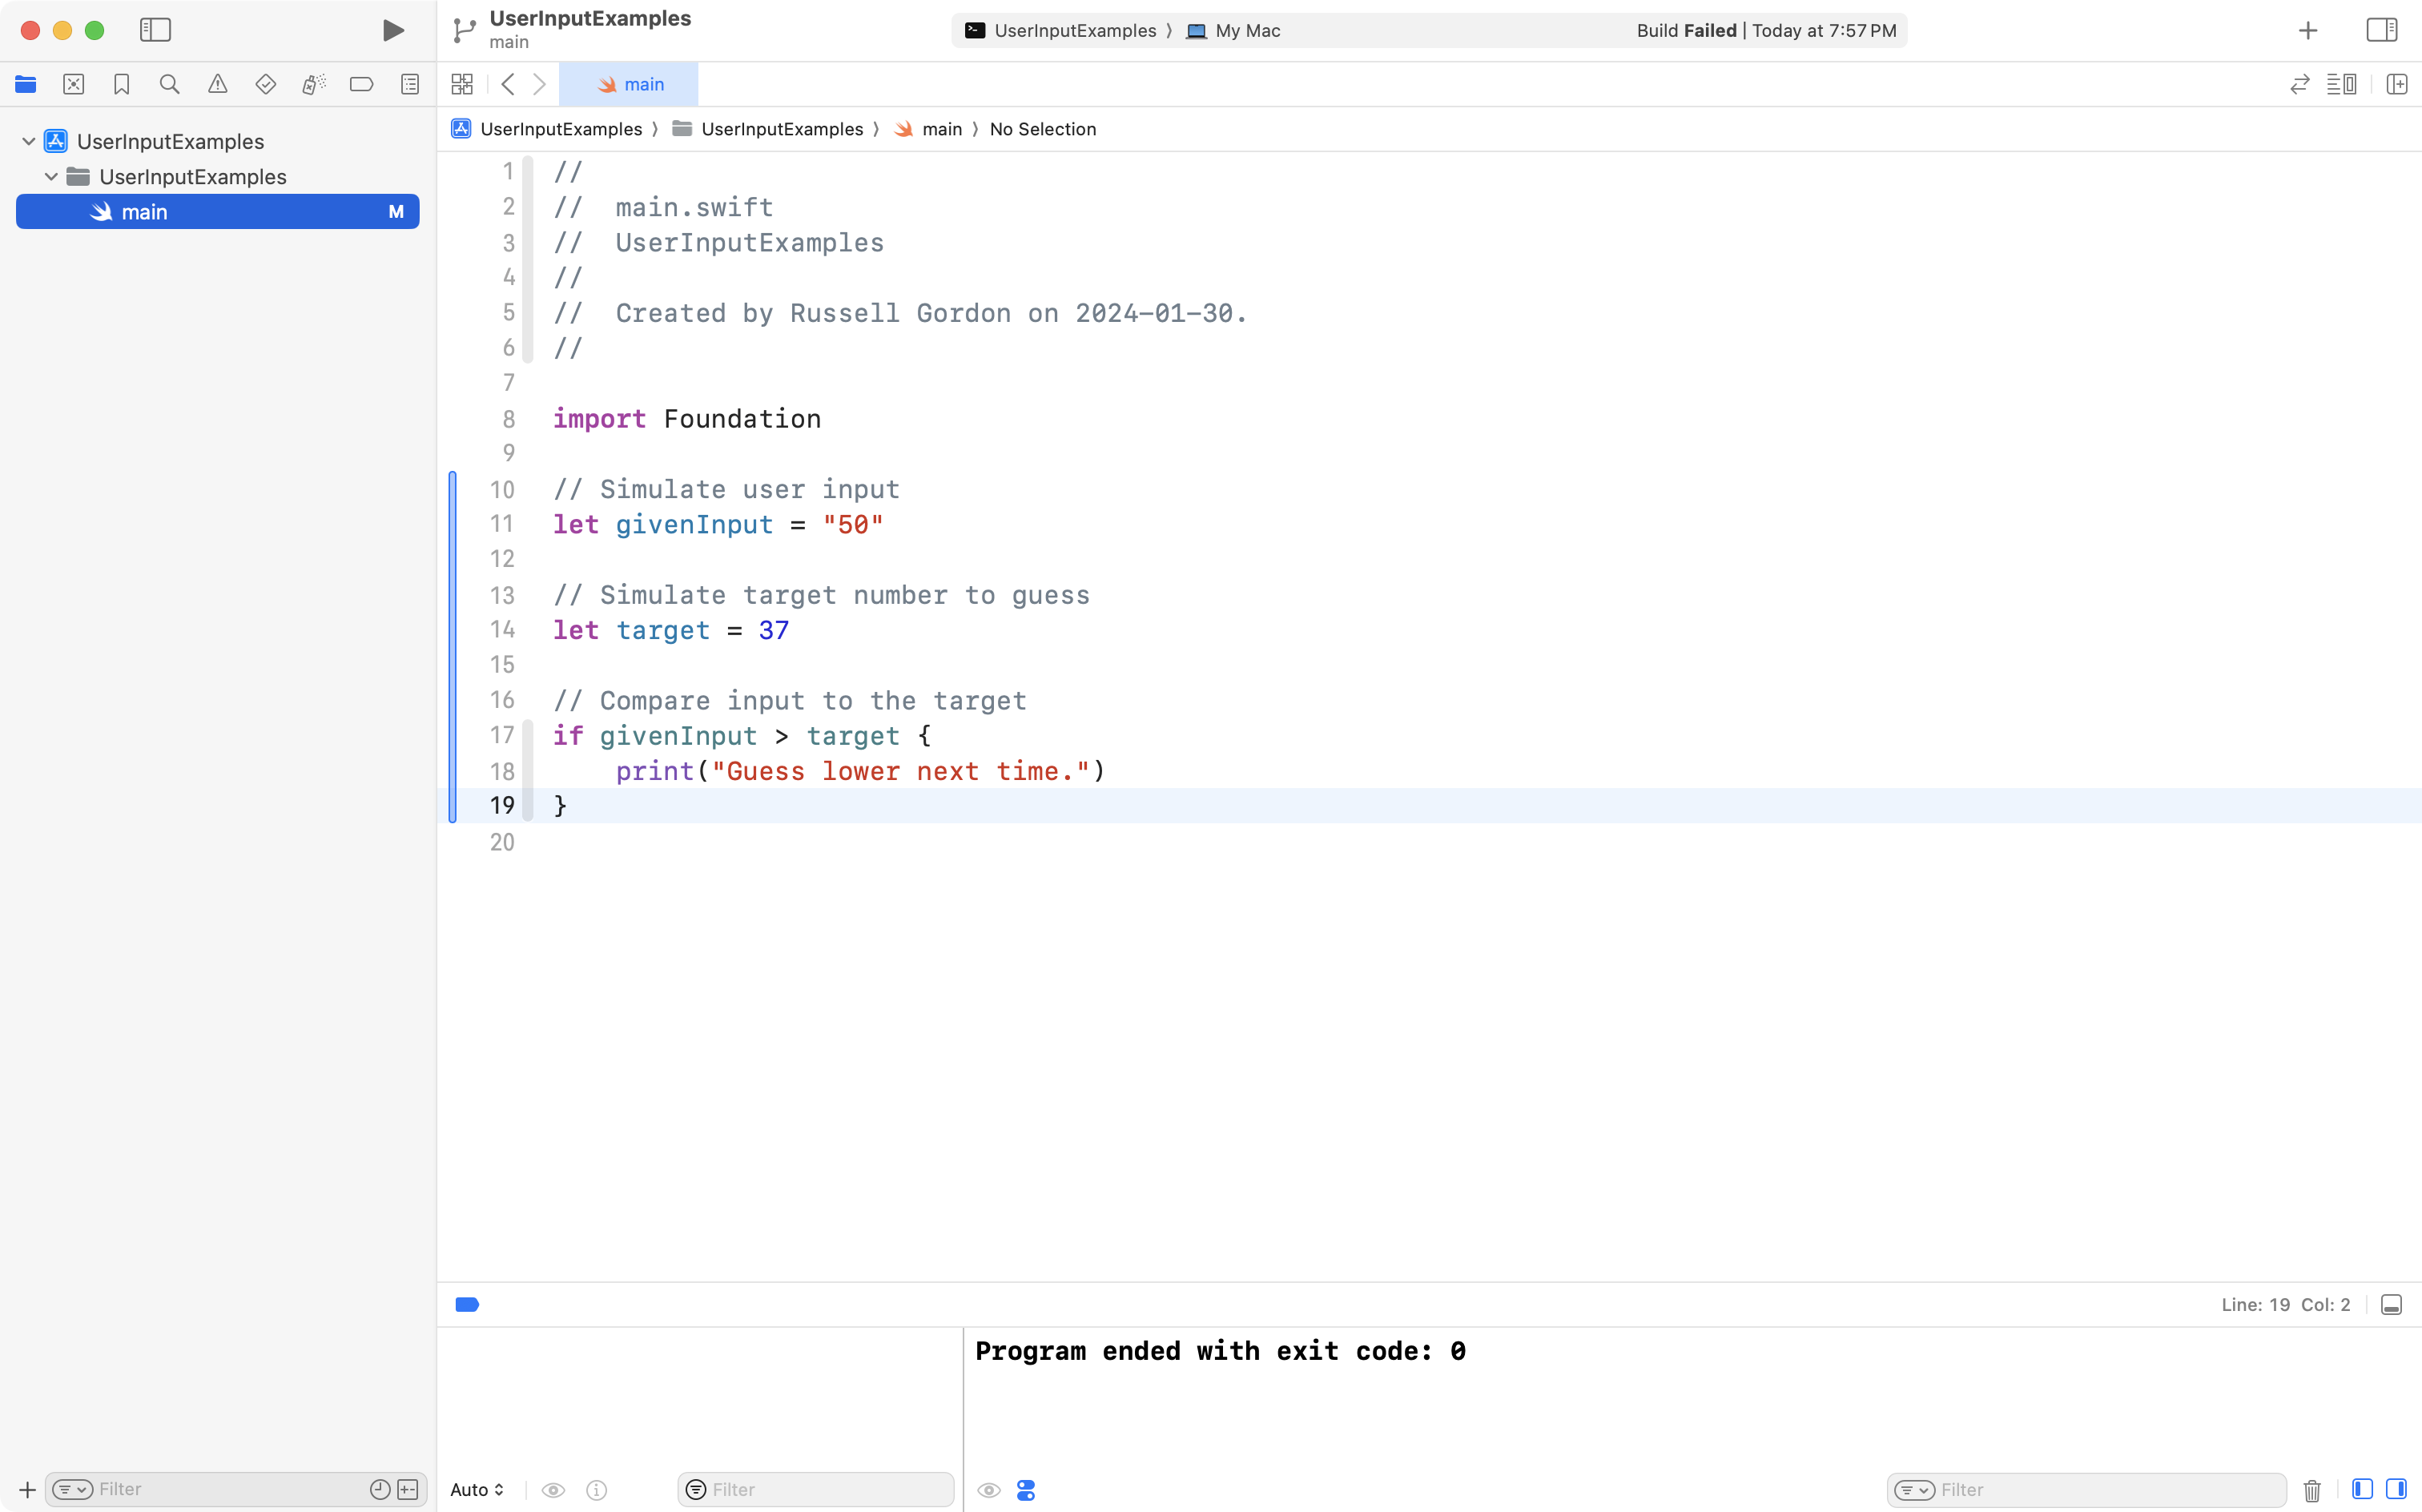 UserInputExamples
main
UserInputExamples 〉 My Mac
Build Failed | Today at 7:57 PM
main
UserInputExamples 〉 UserInputExamples 〉 main 〉 No Selection
UserInputExamples
UserInputExamples
main M
1 //
2 //  main.swift
3 //  UserInputExamples
4 //
5 //  Created by Russell Gordon on 2024-01-30.
6 //
7
8 import Foundation
9
10 // Simulate user input
11 let givenInput = "50"
12
13 // Simulate target number to guess
14 let target = 37
15
16 // Compare input to the target
17 if givenInput > target {
18     print("Guess lower next time.")
19 }
20
Line: 19 Col: 2
Program ended with exit code: 0
Filter
Auto
Filter
Filter